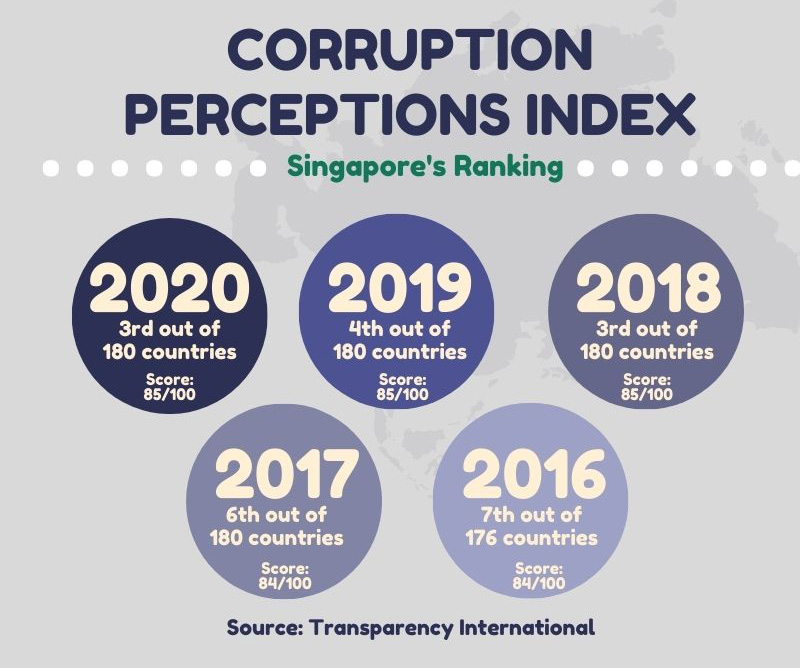 CORRUPTION
PERCEPTIONS INDEX
Singapore's Ranking
2020
3rd out of
180 countries
Score:
85/100
2019
4th out of
180 countries
Score:
85/100
2018
3rd out of
180 countries
Score:
85/100
2017
6th out of
180 countries
Score:
84/100
2016
7th out of
176 countries
Score:
84/100
Source: Transparency International